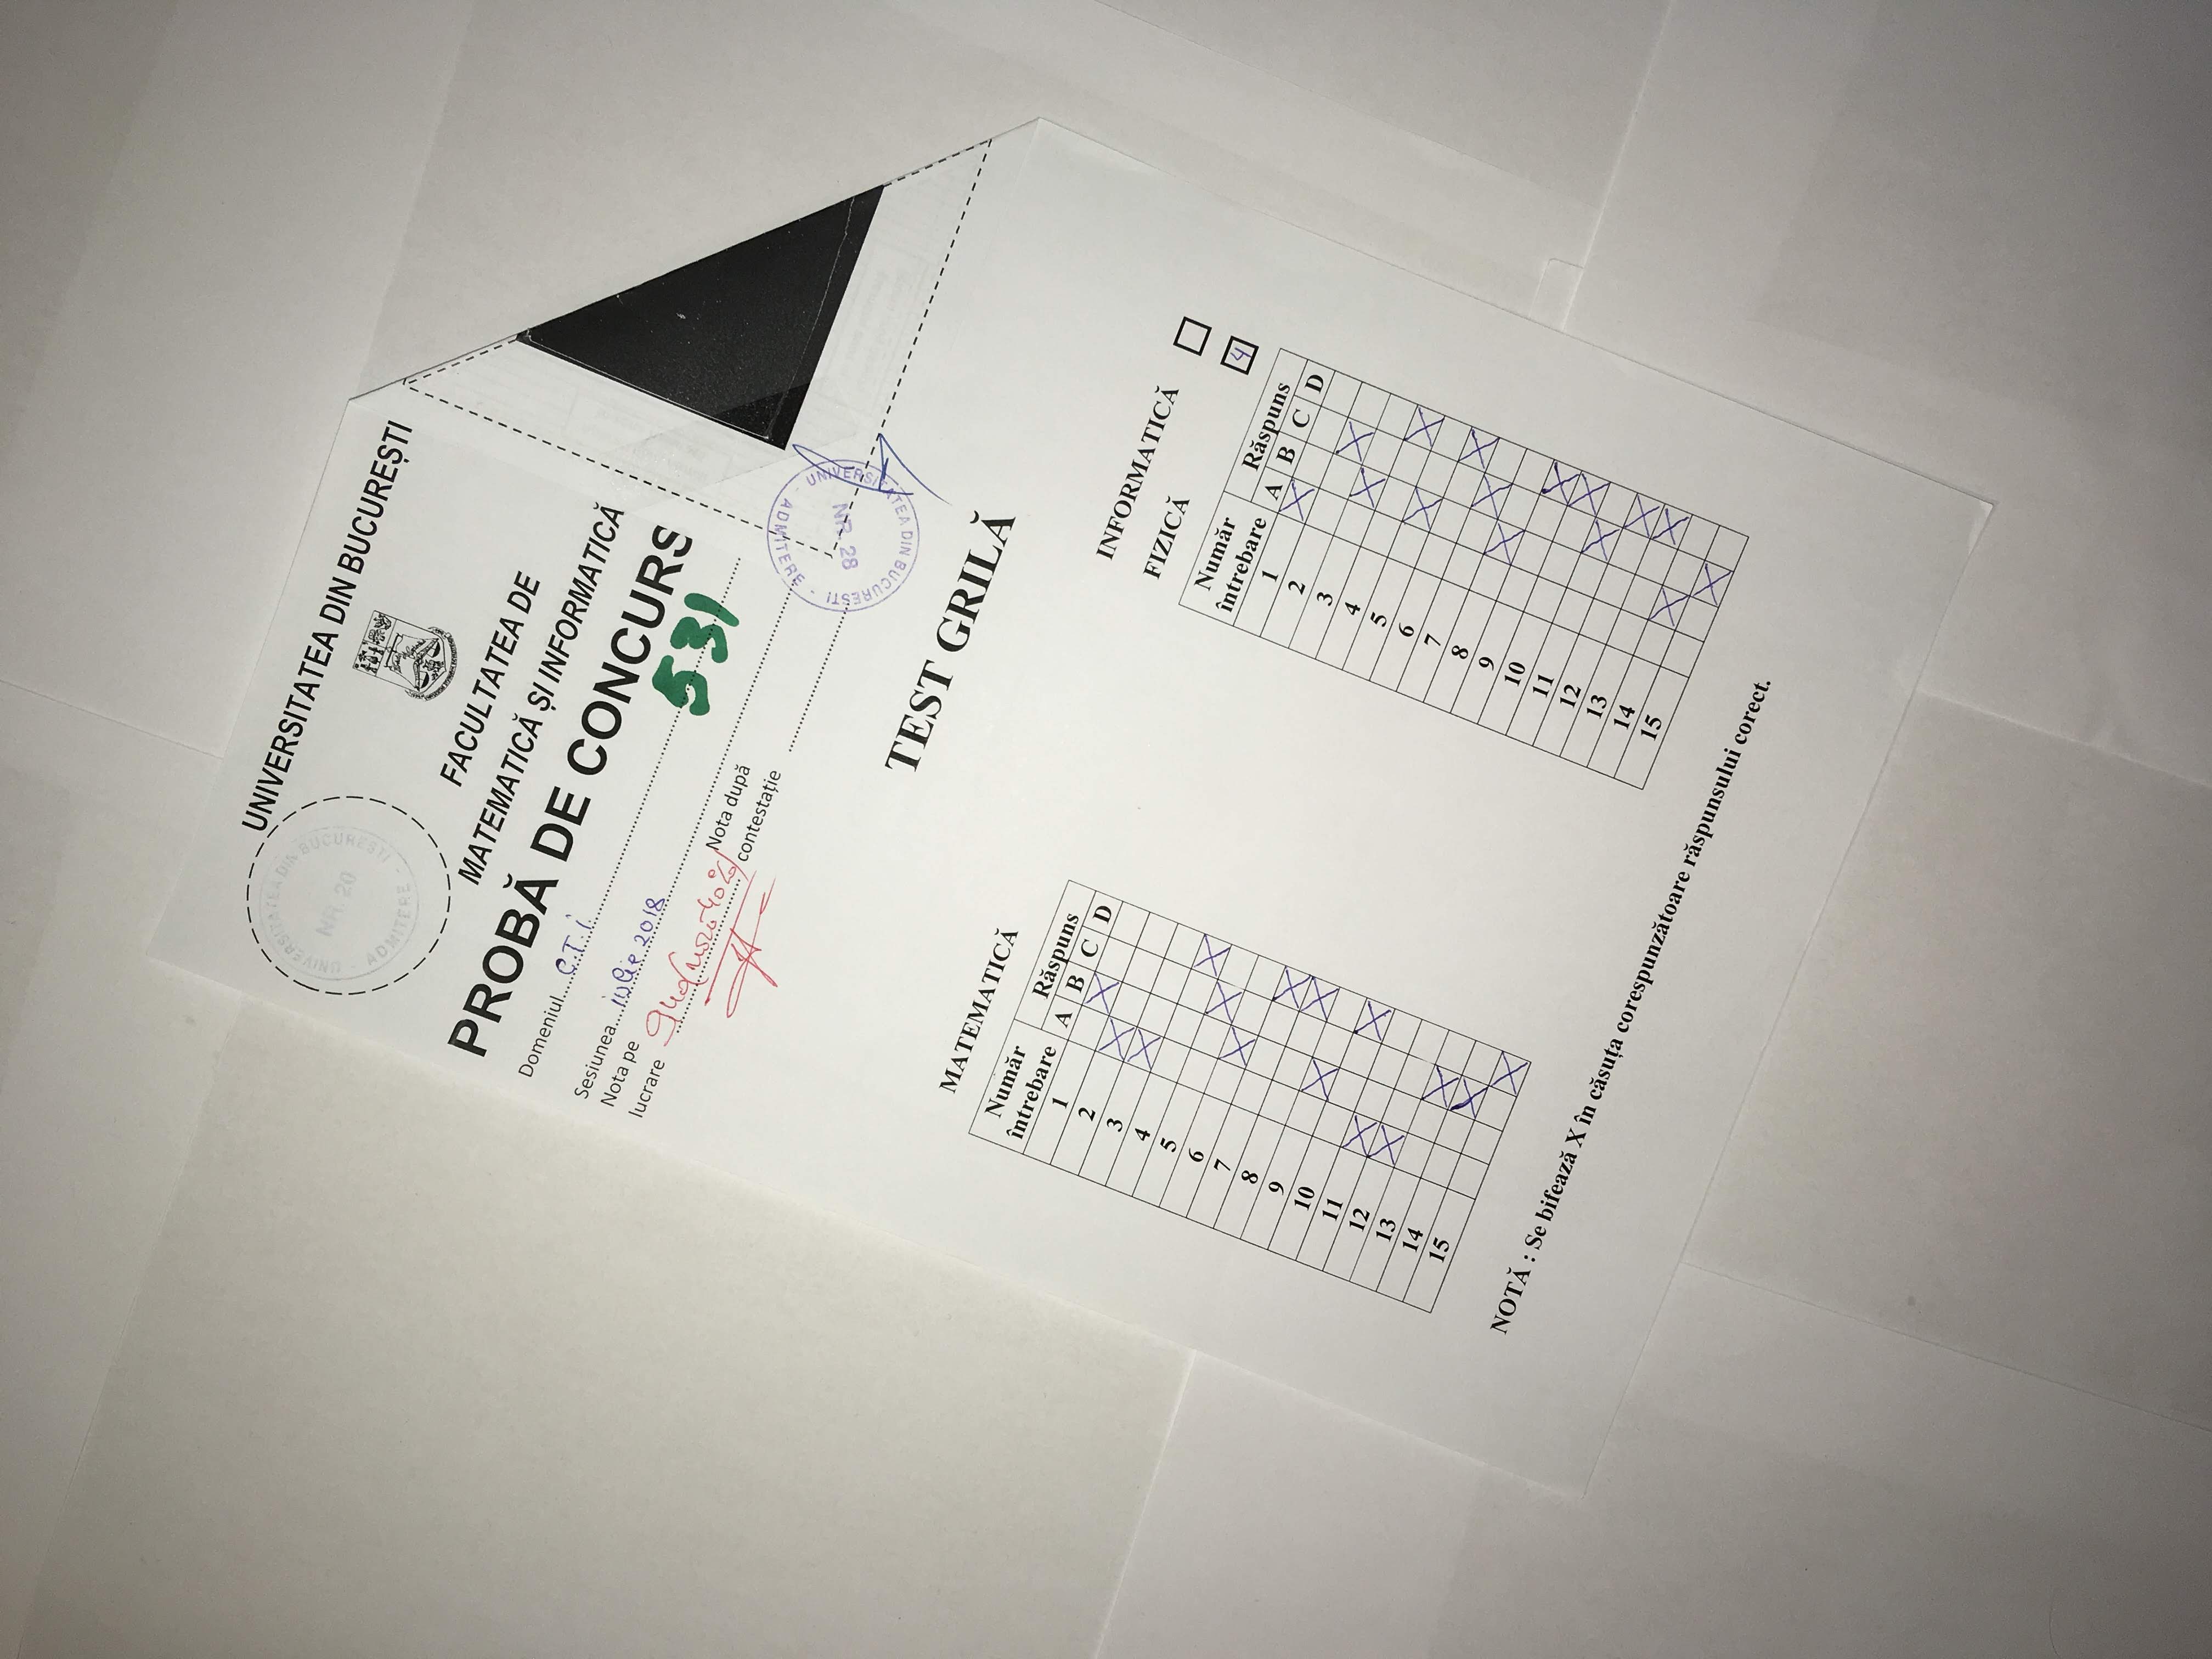 UNIVERSITATEA DIN BUCUREȘTI
UNIVERSITATEA DIN BUCUREȘTI - ADMITERE -
NR. 20
FACULTATEA DE
MATEMATICĂ ȘI INFORMATICĂ
PROBĂ DE CONCURS
Domeniul C.T.I.
531
Sesiunea iulie 2018
Nota pe
lucrare 9,40 (nouă 40%)
Nota după
contestație
UNIVERSITATEA DIN BUCURESTI - ADMITERE -
NR. 28
TEST GRILĂ
MATEMATICĂ
Număr
întrebare
Răspuns
A B C D
1 X
2 X
3 X
4
5 X
6 X
7 X
8 X
9 X
10 X
11 X
12 X
13 X
14 X
15 X
INFORMATICĂ
FIZICĂ 4
Număr
întrebare
Răspuns
A B C D
1 X
2
3 X
4 X
5 X
6 X
7 X
8 X
9 X
10 X
11 X
12 X
13 X
14 X
15 X
NOTĂ : Se bifează X în căsuța corespunzătoare răspunsului corect.